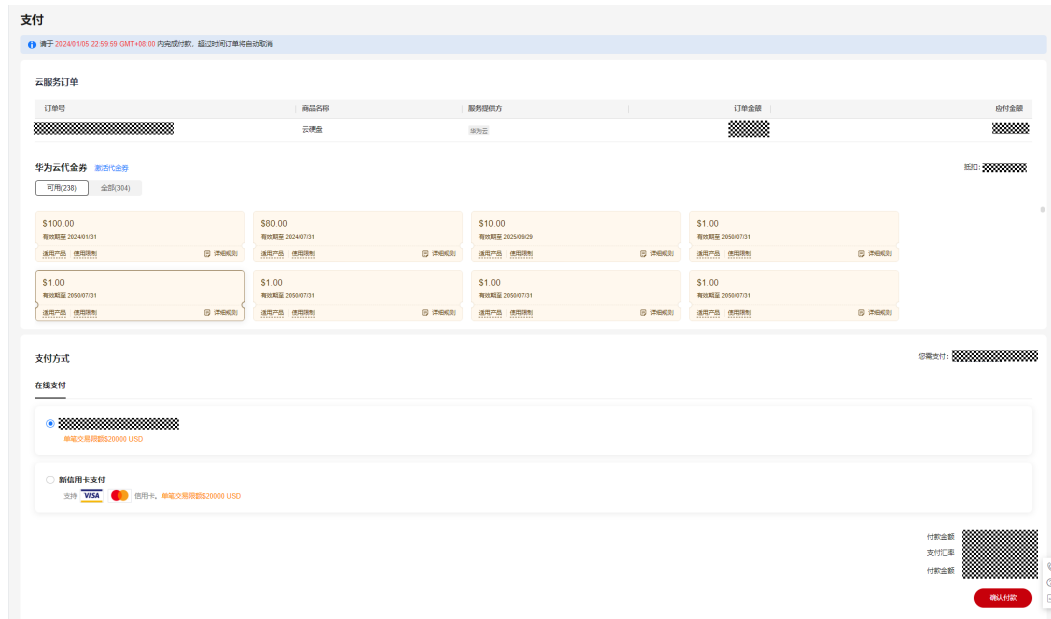 支付
请于 2024/01/05 22:59:59 GMT+08:00 内完成付款，超过时间订单将自动取消
云服务订单
订单号 商品名称 服务提供方 订单金额 应付金额
云硬盘 华为云
华为云代金券 激活代金券 抵扣:
可用(238) 全部(304)
$100.00 $80.00 $10.00 $1.00
有效期至 2024/01/31 有效期至 2024/07/31 有效期至 2025/09/29 有效期至 2050/07/31
适用产品 使用限制 详细规则 适用产品 使用限制 详细规则 适用产品 使用限制 详细规则 适用产品 使用限制 详细规则
$1.00 $1.00 $1.00 $1.00
有效期至 2050/07/31 有效期至 2050/07/31 有效期至 2050/07/31 有效期至 2050/07/31
适用产品 使用限制 详细规则 适用产品 使用限制 详细规则 适用产品 使用限制 详细规则 适用产品 使用限制 详细规则
支付方式 您需支付:
在线支付
单笔交易限额$20000 USD
新信用卡支付
支持 VISA 信用卡。单笔交易限额$20000 USD
付款金额
支付汇率
付款金额
确认付款